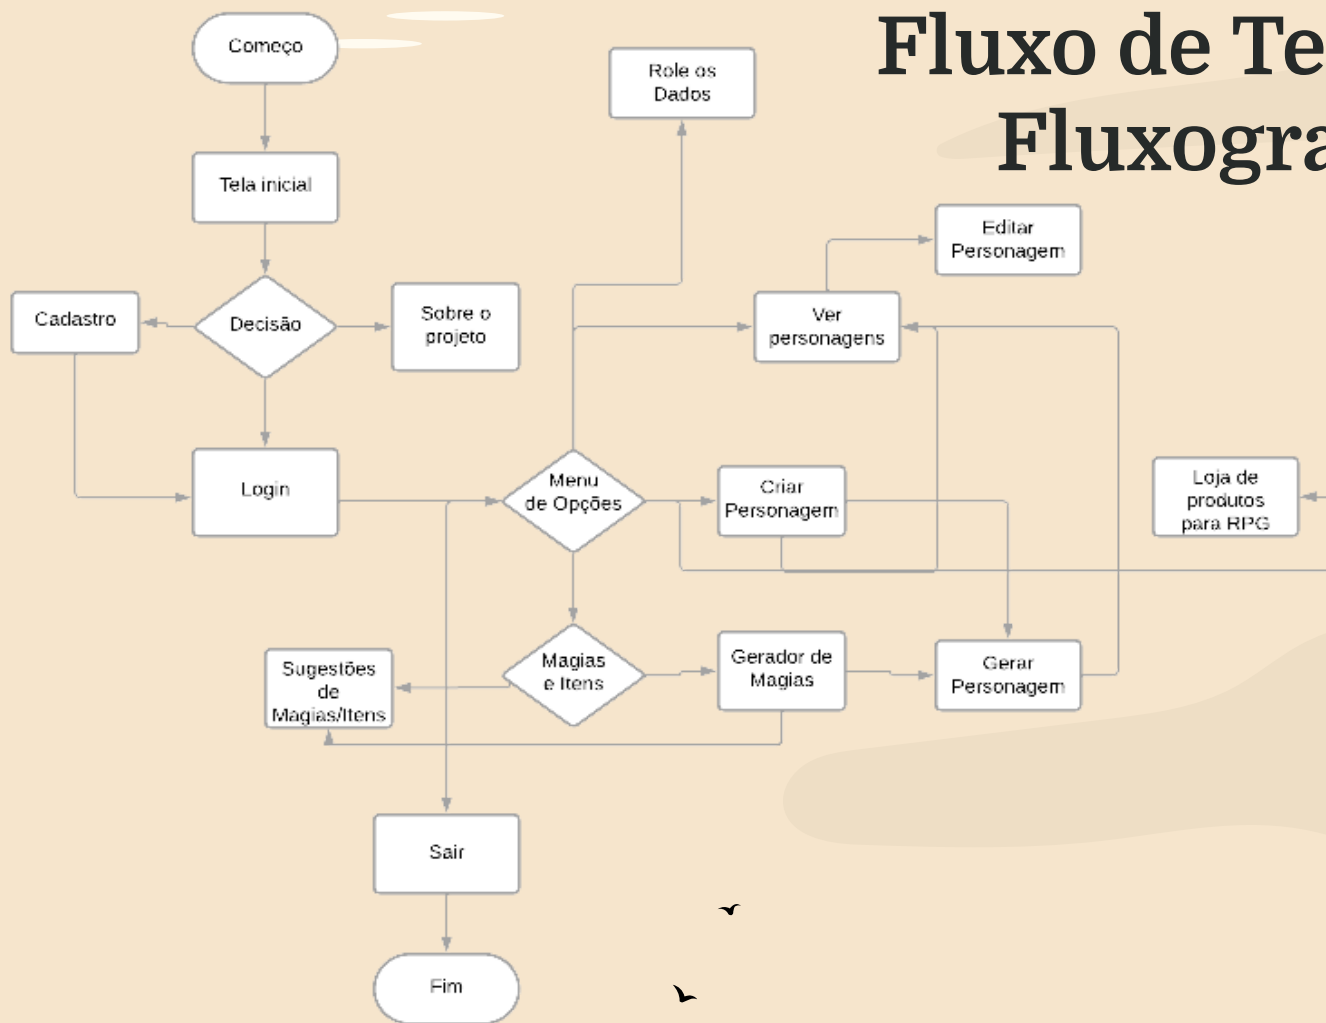 Fluxo de Te
Fluxogra
Começo
Role os
Dados
Tela inicial
Editar
Personagem
Cadastro
Decisão
Sobre o
projeto
Ver
personagens
Login
Menu
de Opções
Criar
Personagem
Loja de
produtos
para RPG
Sugestões
de
Magias/Itens
Magias
e Itens
Gerador de
Magias
Gerar
Personagem
Sair
Fim